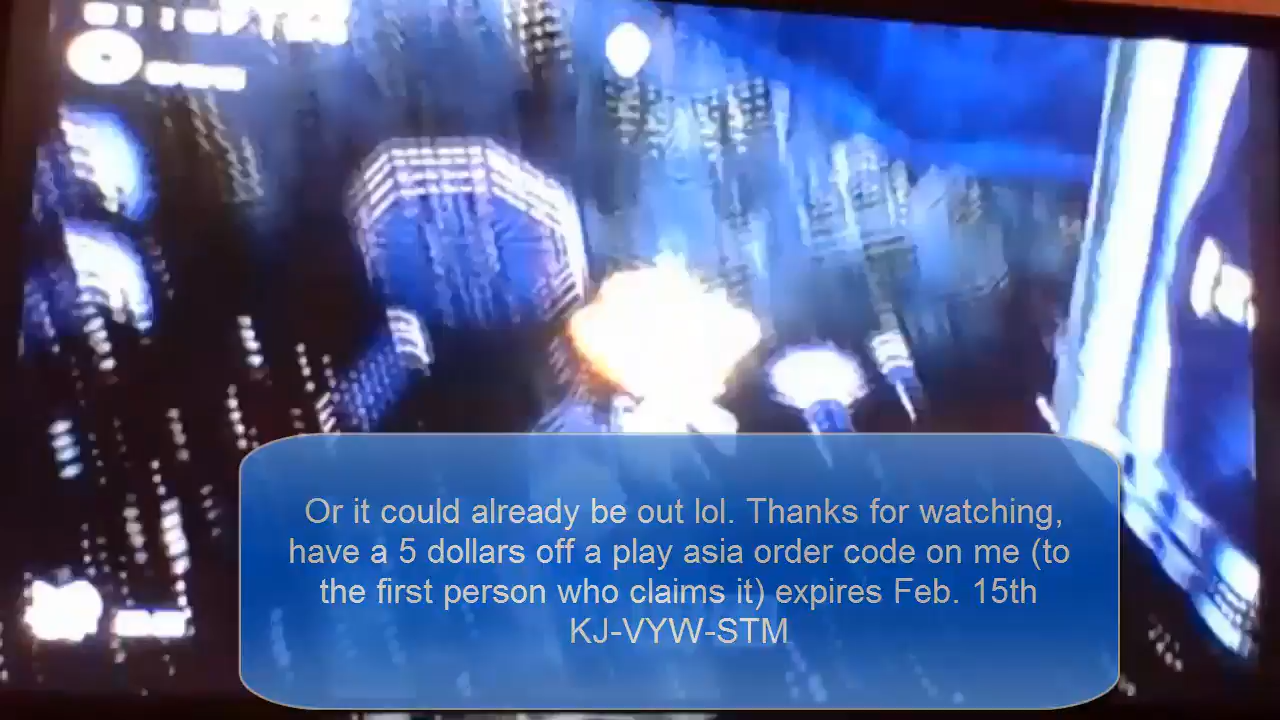 Or it could already be out lol. Thanks for watching,
have a 5 dollars off a play asia order code on me (to
the first person who claims it) expires Feb. 15th
KJ-VYW-STM